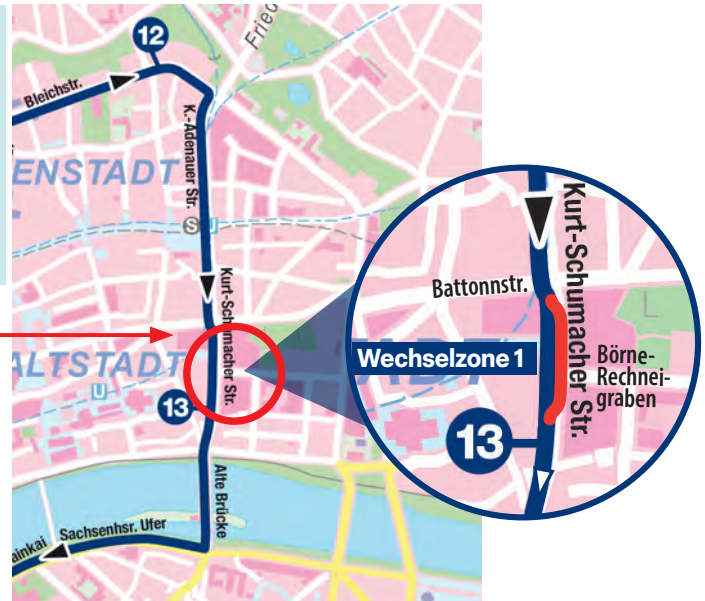 12
Fried
Bleichstr.
K.-Adenauer Str.
ENSTADT
S U
Kurt-Schumacher Str.
Kurt-Schumacher Str.
Battonnstr.
L
ALTSTADT
ADT
Wechselzone 1
Börne-
Rechnei-
graben
U
13
13
Alte Brücke
Sachsenhsr. Ufer
ainkai